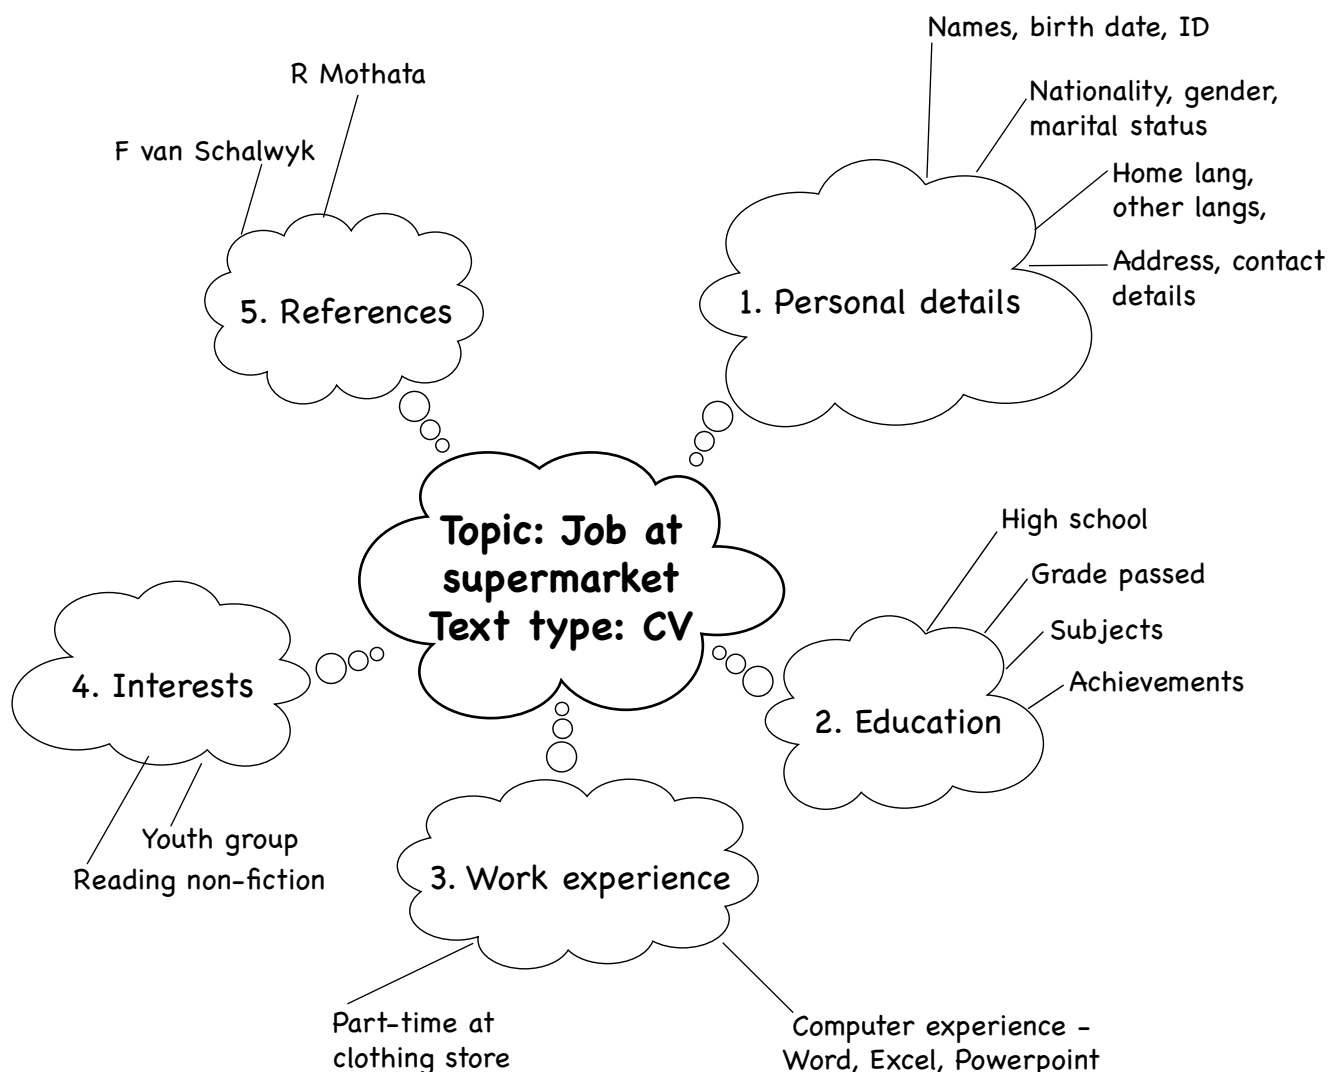 Topic: Job at
supermarket
Text type: CV
1. Personal details
Names, birth date, ID
Nationality, gender,
marital status
Home lang,
other langs,
Address, contact
details
2. Education
High school
Grade passed
Subjects
Achievements
3. Work experience
Part-time at
clothing store
Computer experience -
Word, Excel, Powerpoint
4. Interests
Youth group
Reading non-fiction
5. References
F van Schalwyk
R Mothata